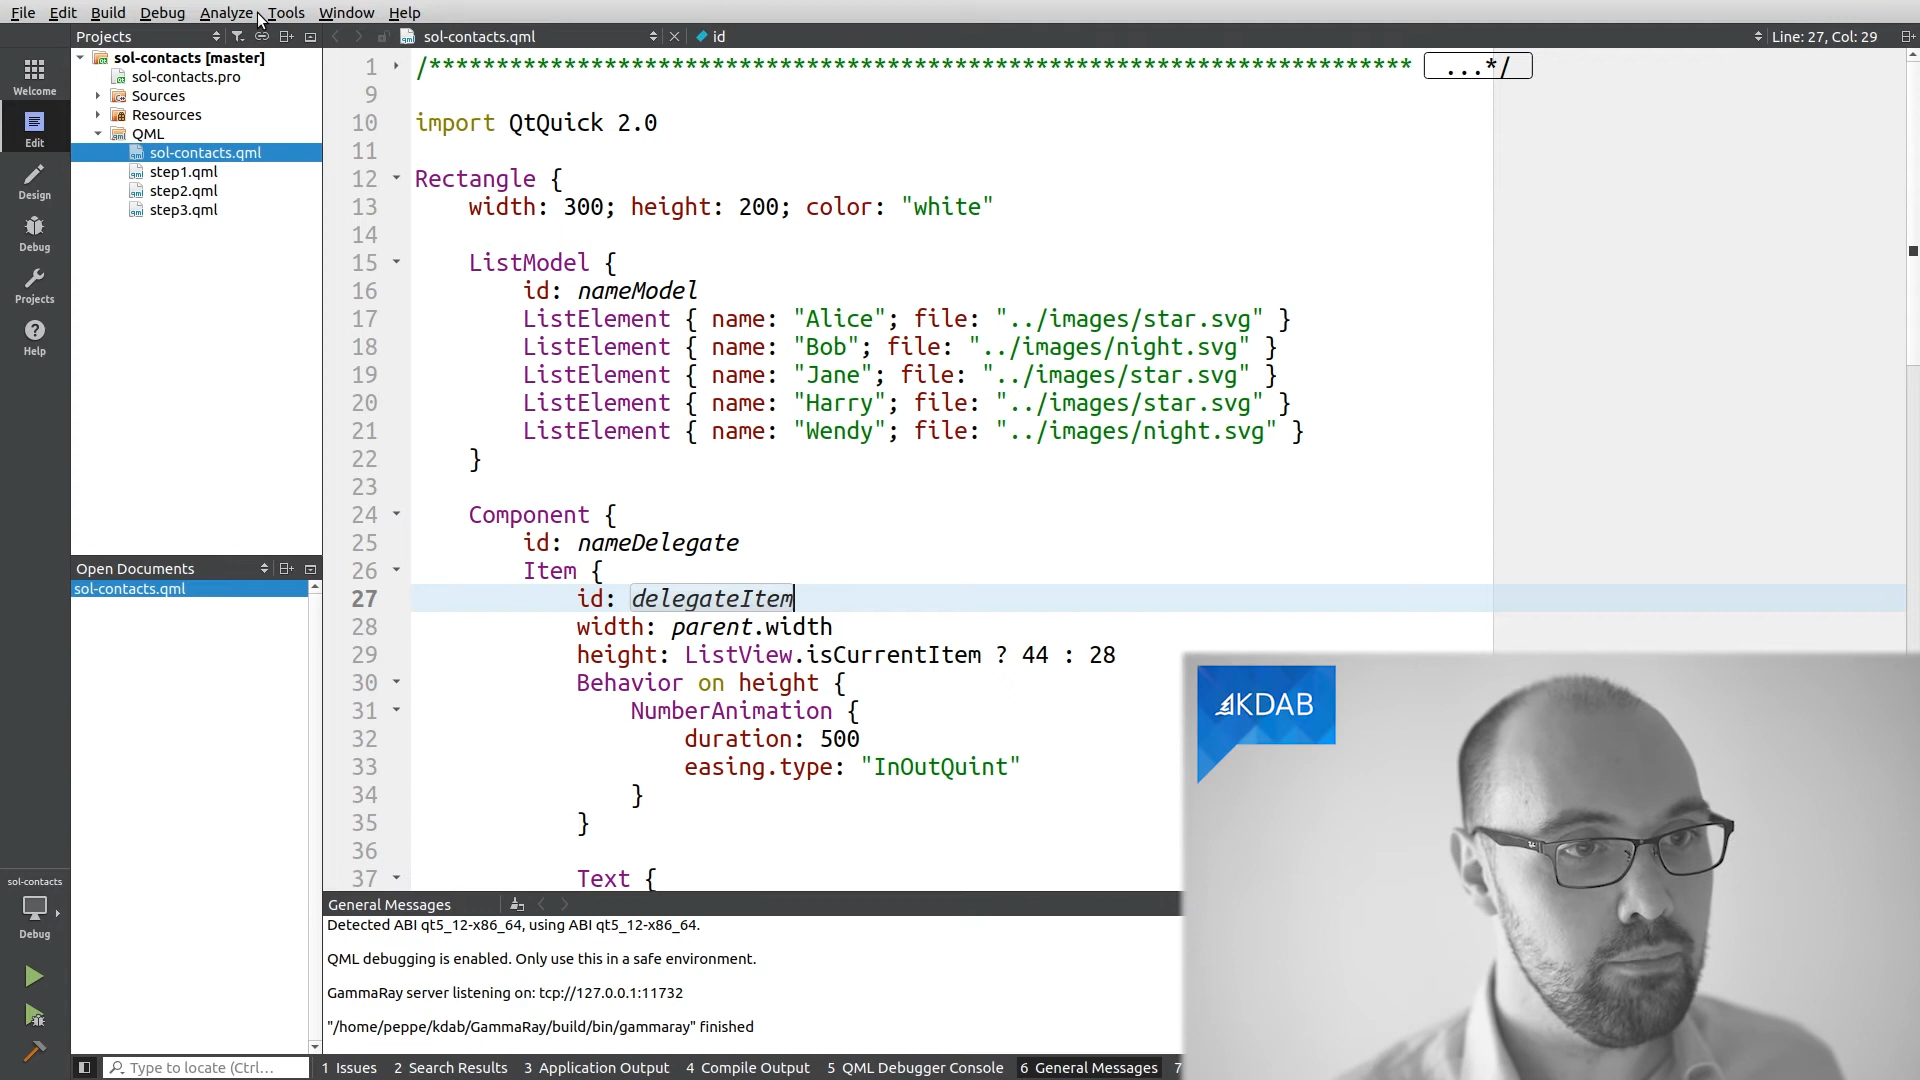 File Edit Build Debug Analyze Tools Window Help
Projects sol-contacts.qml id Line: 27, Col: 29
sol-contacts [master]
sol-contacts.pro
Sources
Resources
QML
sol-contacts.qml
step1.qml
step2.qml
step3.qml
Welcome
Edit
Design
Debug
Projects
Help
Open Documents
sol-contacts.qml
sol-contacts
Debug
1 /************************************************************************* ...*/
9
10 import QtQuick 2.0
11
12 Rectangle {
13 width: 300; height: 200; color: "white"
14
15 ListModel {
16 id: nameModel
17 ListElement { name: "Alice"; file: "../images/star.svg" }
18 ListElement { name: "Bob"; file: "../images/night.svg" }
19 ListElement { name: "Jane"; file: "../images/star.svg" }
20 ListElement { name: "Harry"; file: "../images/star.svg" }
21 ListElement { name: "Wendy"; file: "../images/night.svg" }
22 }
23
24 Component {
25 id: nameDelegate
26 Item {
27 id: delegateItem
28 width: parent.width
29 height: ListView.isCurrentItem ? 44 : 28
30 Behavior on height {
31 NumberAnimation {
32 duration: 500
33 easing.type: "InOutQuint"
34 }
35 }
36
37 Text {
KDAB
General Messages
Detected ABI qt5_12-x86_64, using ABI qt5_12-x86_64.
QML debugging is enabled. Only use this in a safe environment.
GammaRay server listening on: tcp://127.0.0.1:11732
"/home/peppe/kdab/GammaRay/build/bin/gammaray" finished
Type to locate (Ctrl... 1 Issues 2 Search Results 3 Application Output 4 Compile Output 5 QML Debugger Console 6 General Messages 7